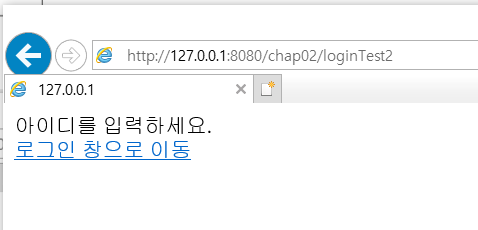 http://127.0.0.1:8080/chap02/loginTest2
127.0.0.1
아이디를 입력하세요.
로그인 창으로 이동